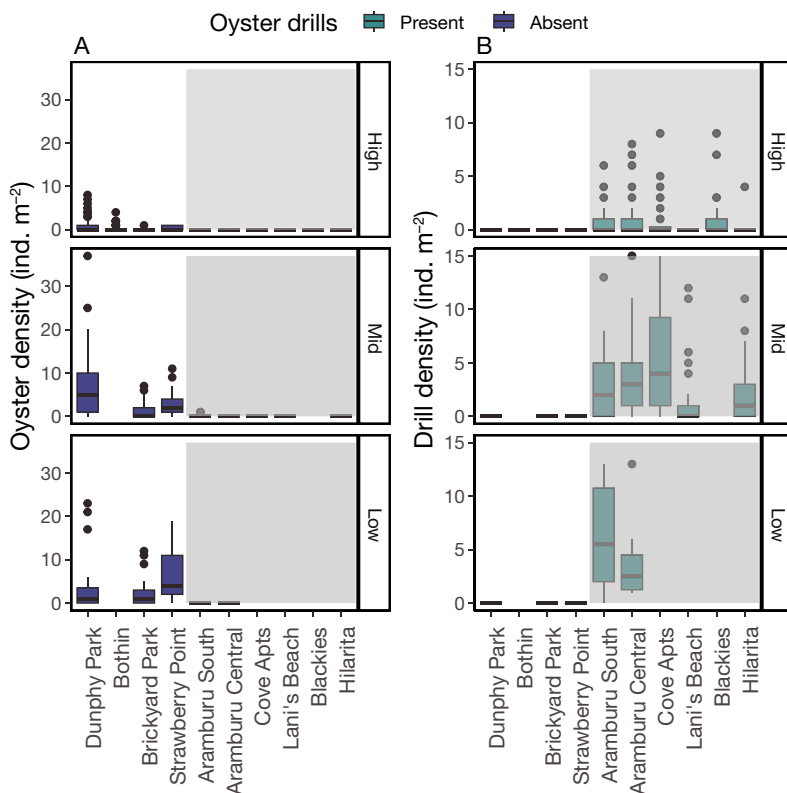 Oyster drills Present Absent
A
Oyster density (ind. m⁻²)
30
20
10
0
High
30
20
10
0
Mid
30
20
10
0
Low
Dunphy Park
Bothin
Brickyard Park
Strawberry Point
Aramburu South
Aramburu Central
Cove Apts
Lani's Beach
Blackies
Hilarita
B
Drill density (ind. m⁻²)
15
10
5
0
High
15
10
5
0
Mid
15
10
5
0
Low
Dunphy Park
Bothin
Brickyard Park
Strawberry Point
Aramburu South
Aramburu Central
Cove Apts
Lani's Beach
Blackies
Hilarita